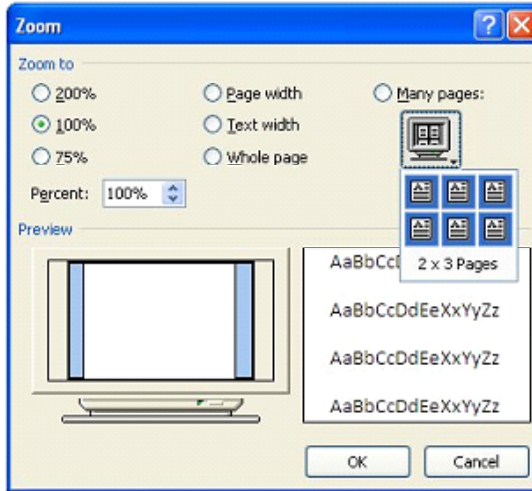 Zoom
Zoom to
200% Page width Many pages:
100% Text width
75% Whole page
Percent: 100%
Preview
2 x 3 Pages
AaBbCcD
AaBbCcDdEeXxYyZz
AaBbCcDdEeXxYyZz
AaBbCcDdEeXxYyZz
OK Cancel